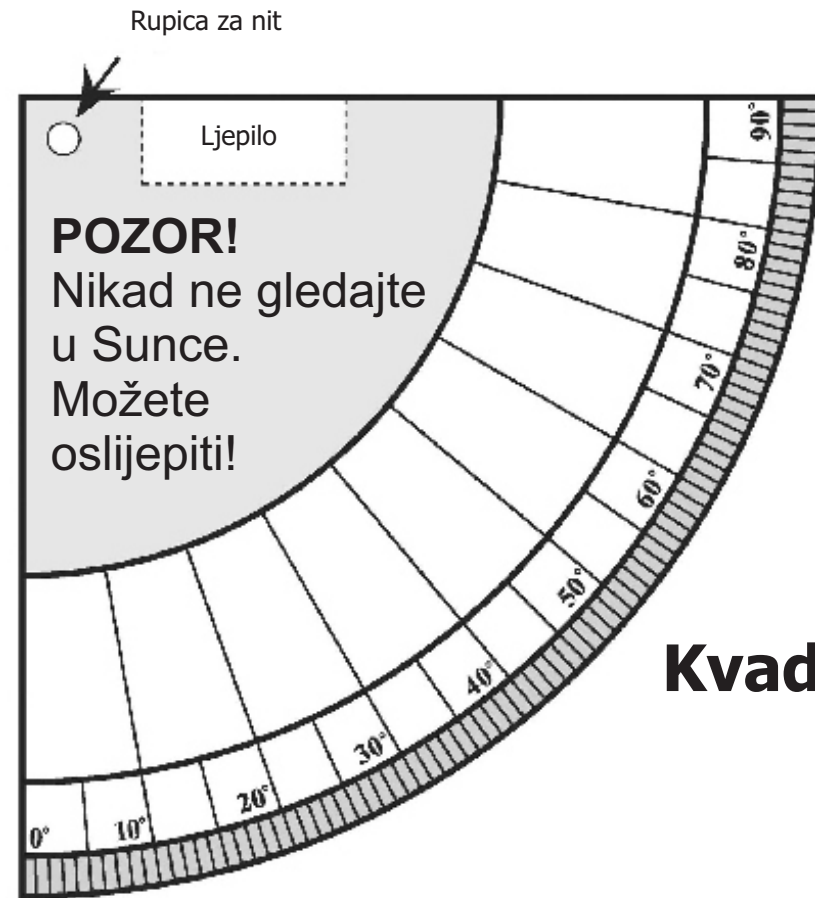 Rupica za nit
Ljepilo
POZOR!
Nikad ne gledajte
u Sunce.
Možete
oslijepiti!
90°
80°
70°
60°
50°
40°
30°
20°
10°
0°
Kvad